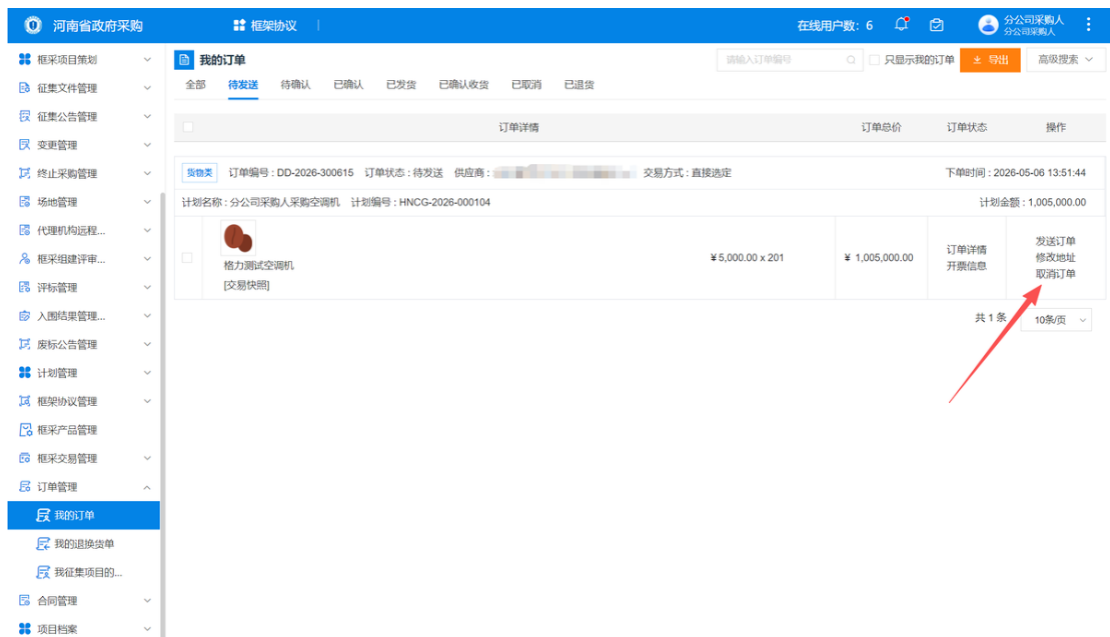 河南省政府采购
框架协议
在线用户数：6
分公司采购人
分公司采购人
框采项目策划
征集文件管理
征集公告管理
变更管理
终止采购管理
场地管理
代理机构远程...
框采组建评审...
评标管理
入围结果管理...
废标公告管理
计划管理
框架协议管理
框采产品管理
框采交易管理
订单管理
我的订单
我的退换货单
我征集项目的...
合同管理
项目档案
我的订单
请输入订单编号
只显示我的订单
导出
高级搜索
全部 待发送 待确认 已确认 已发货 已确认收货 已取消 已退货
订单详情 订单总价 订单状态 操作
货物类 订单编号：DD-2026-300615 订单状态：待发送 供应商： 交易方式：直接选定 下单时间：2026-05-06 13:51:44
计划名称：分公司采购人采购空调机 计划编号：HNCG-2026-000104 计划金额：1,005,000.00
格力测试空调机
[交易快照]
¥5,000.00 x 201
¥ 1,005,000.00
订单详情
开票信息
发送订单
修改地址
取消订单
共 1 条
10条/页